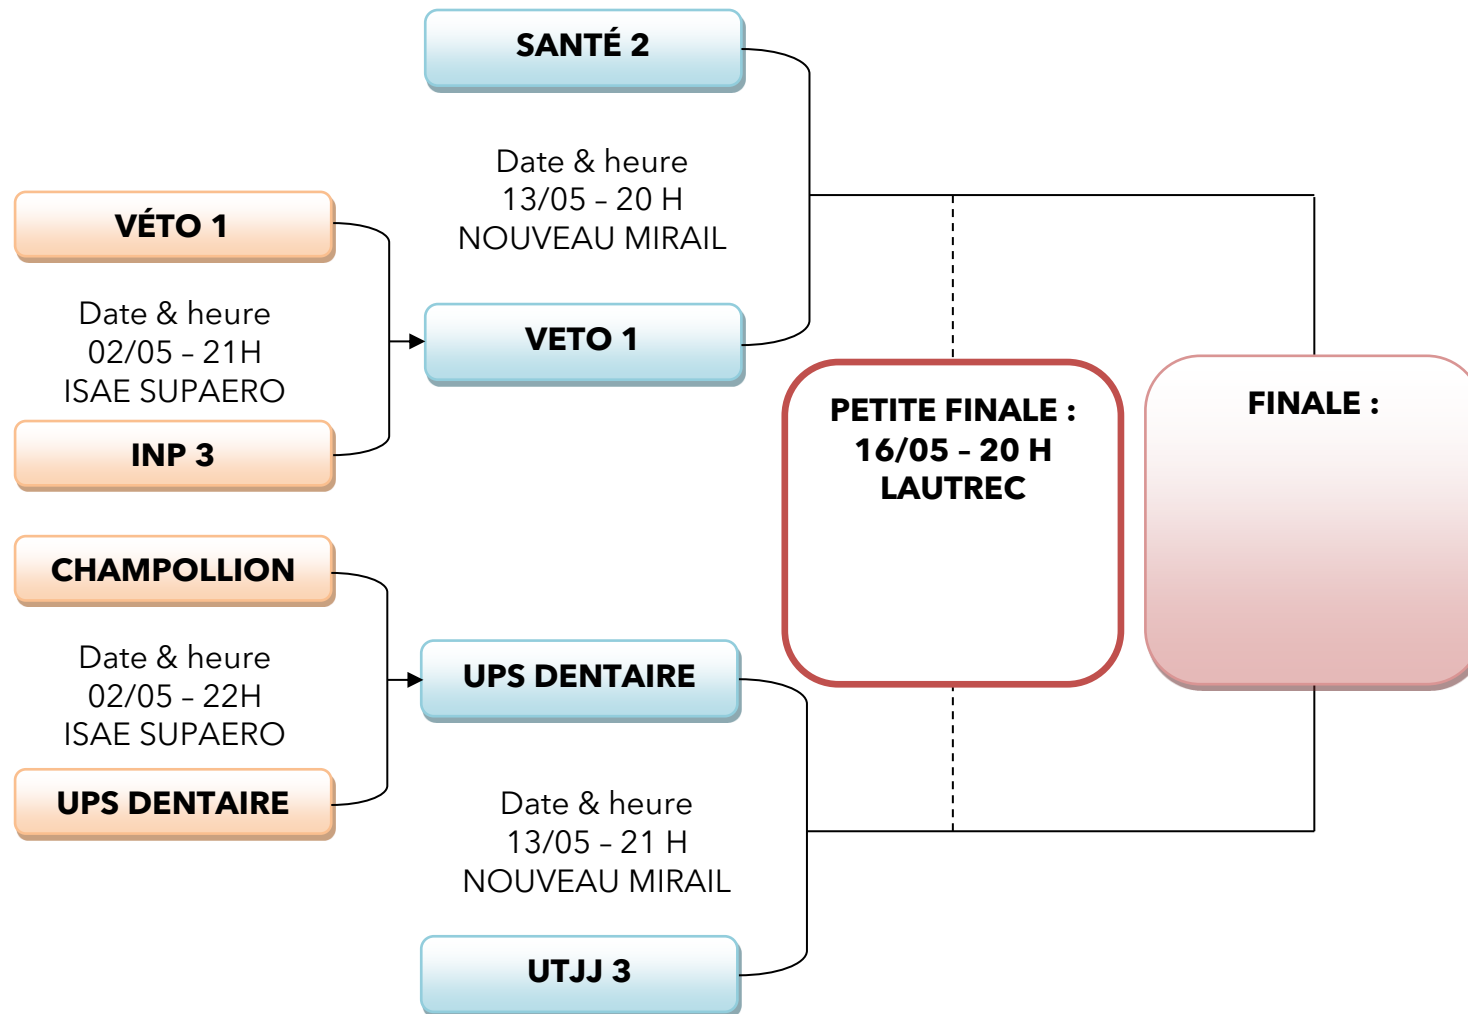 SANTÉ 2
Date & heure
13/05 – 20 H
NOUVEAU MIRAIL
VÉTO 1
Date & heure
02/05 – 21H
ISAE SUPAERO
VETO 1
INP 3
PETITE FINALE :
16/05 – 20 H
LAUTREC
FINALE :
CHAMPOLLION
Date & heure
02/05 – 22H
ISAE SUPAERO
UPS DENTAIRE
UPS DENTAIRE
Date & heure
13/05 – 21 H
NOUVEAU MIRAIL
UTJJ 3